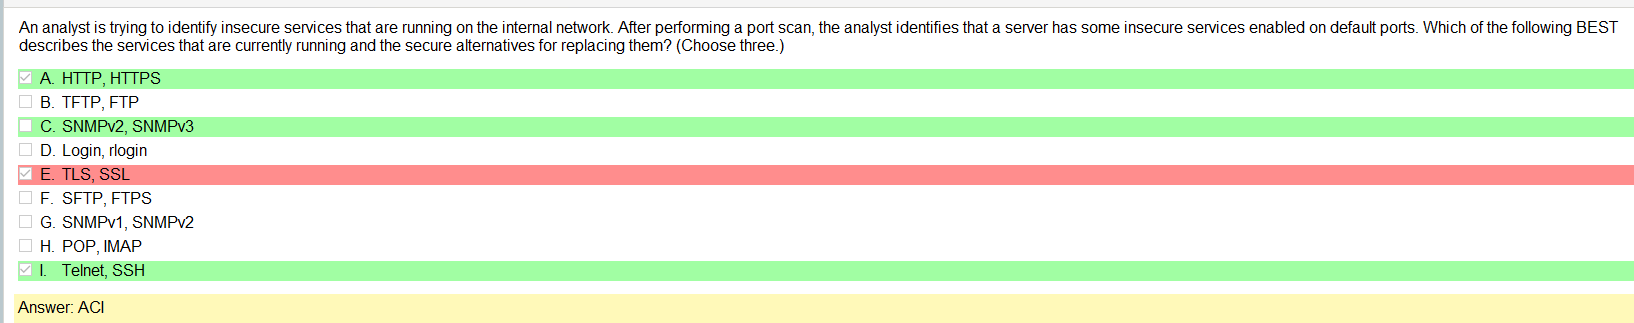 An analyst is trying to identify insecure services that are running on the internal network. After performing a port scan, the analyst identifies that a server has some insecure services enabled on default ports. Which of the following BEST
describes the services that are currently running and the secure alternatives for replacing them? (Choose three.)
A. HTTP, HTTPS
B. TFTP, FTP
C. SNMPv2, SNMPv3
D. Login, rlogin
E. TLS, SSL
F. SFTP, FTPS
G. SNMPv1, SNMPv2
H. POP, IMAP
I. Telnet, SSH
Answer: ACI